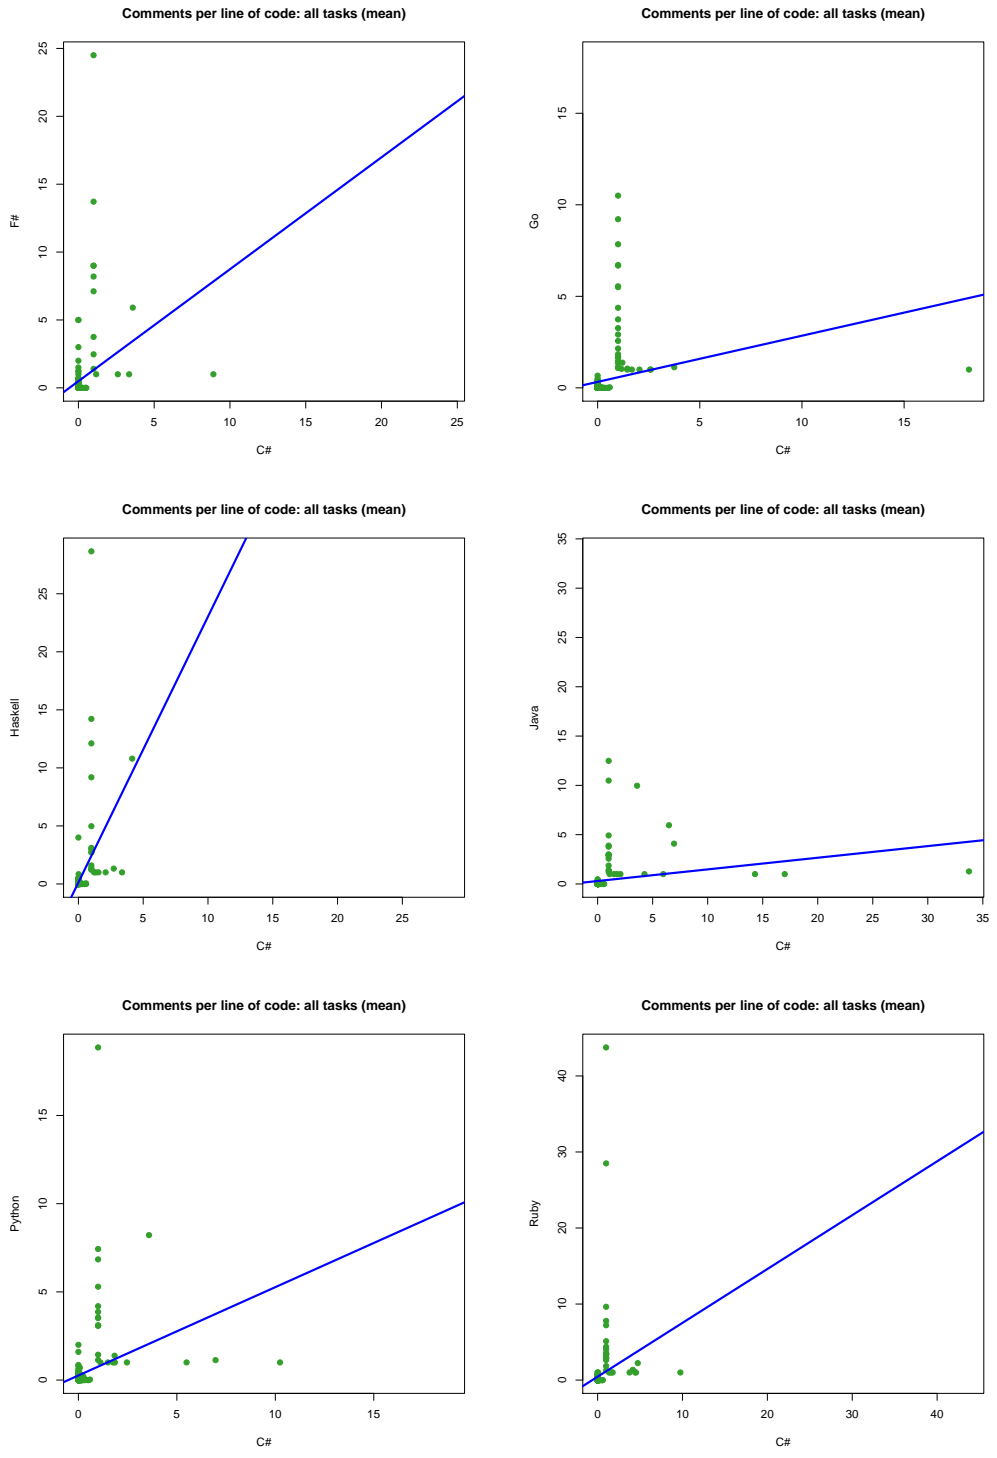 Comments per line of code: all tasks (mean)
F#
25
20
15
10
5
0
0 5 10 15 20 25
C#
Comments per line of code: all tasks (mean)
Go
15
10
5
0
0 5 10 15
C#
Comments per line of code: all tasks (mean)
Haskell
25
20
15
10
5
0
0 5 10 15 20 25
C#
Comments per line of code: all tasks (mean)
Java
35
30
25
20
15
10
5
0
0 5 10 15 20 25 30 35
C#
Comments per line of code: all tasks (mean)
Python
15
10
5
0
0 5 10 15
C#
Comments per line of code: all tasks (mean)
Ruby
40
30
20
10
0
0 10 20 30 40
C#